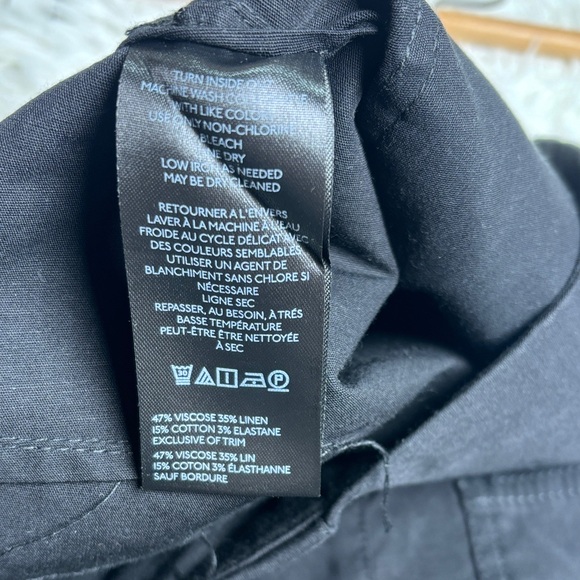 TURN INSIDE
MACHINE WASH
WITH LIKE COLO
USE ONLY NON-CHLORINE
BLEACH
NE DRY
LOW IRON AS NEEDED
MAY BE DRY CLEANED
RETOURNER A L'ENVERS
LAVER À LA MACHINE À L'EAU
FROIDE AU CYCLE DÉLICAT AVEC
DES COULEURS SEMBLABLES
UTILISER UN AGENT DE
BLANCHIMENT SANS CHLORE SI
NÉCESSAIRE
LIGNE SEC
REPASSER, AU BESOIN, À TRÉS
BASSE TEMPÉRATURE
PEUT-ÊTRE ÊTRE NETTOYÉE
À SEC
30 P
47% VISCOSE 35% LINEN
15% COTTON 3% ELASTANE
EXCLUSIVE OF TRIM
47% VISCOSE 35% LIN
15% COTON 3% ÉLASTHANNE
SAUF BORDURE